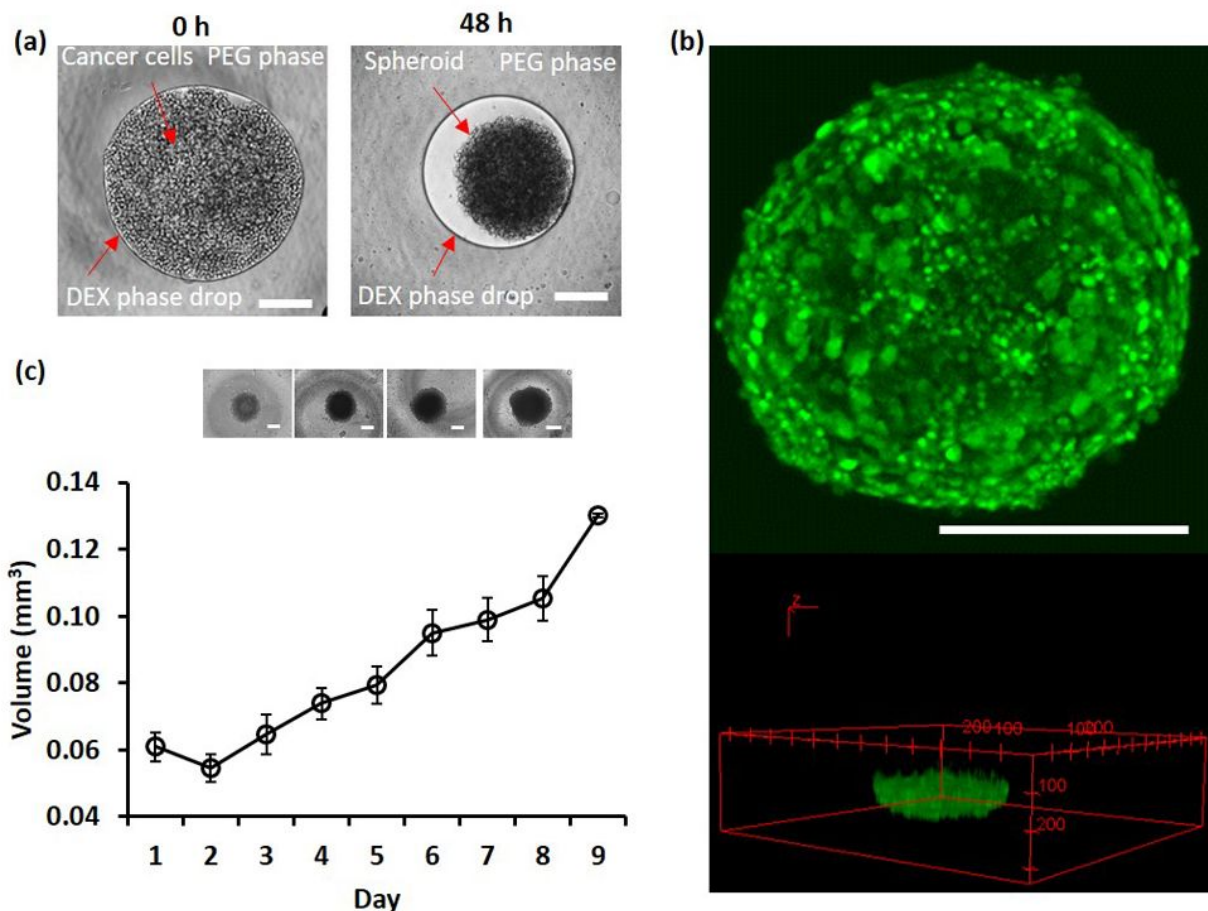 (a)
0 h
Cancer cells PEG phase
DEX phase drop
48 h
Spheroid PEG phase
DEX phase drop
(b)
z
200
100
100
200
100
200
(c)
Volume (mm³)
0.14
0.12
0.10
0.08
0.06
0.04
1 2 3 4 5 6 7 8 9
Day